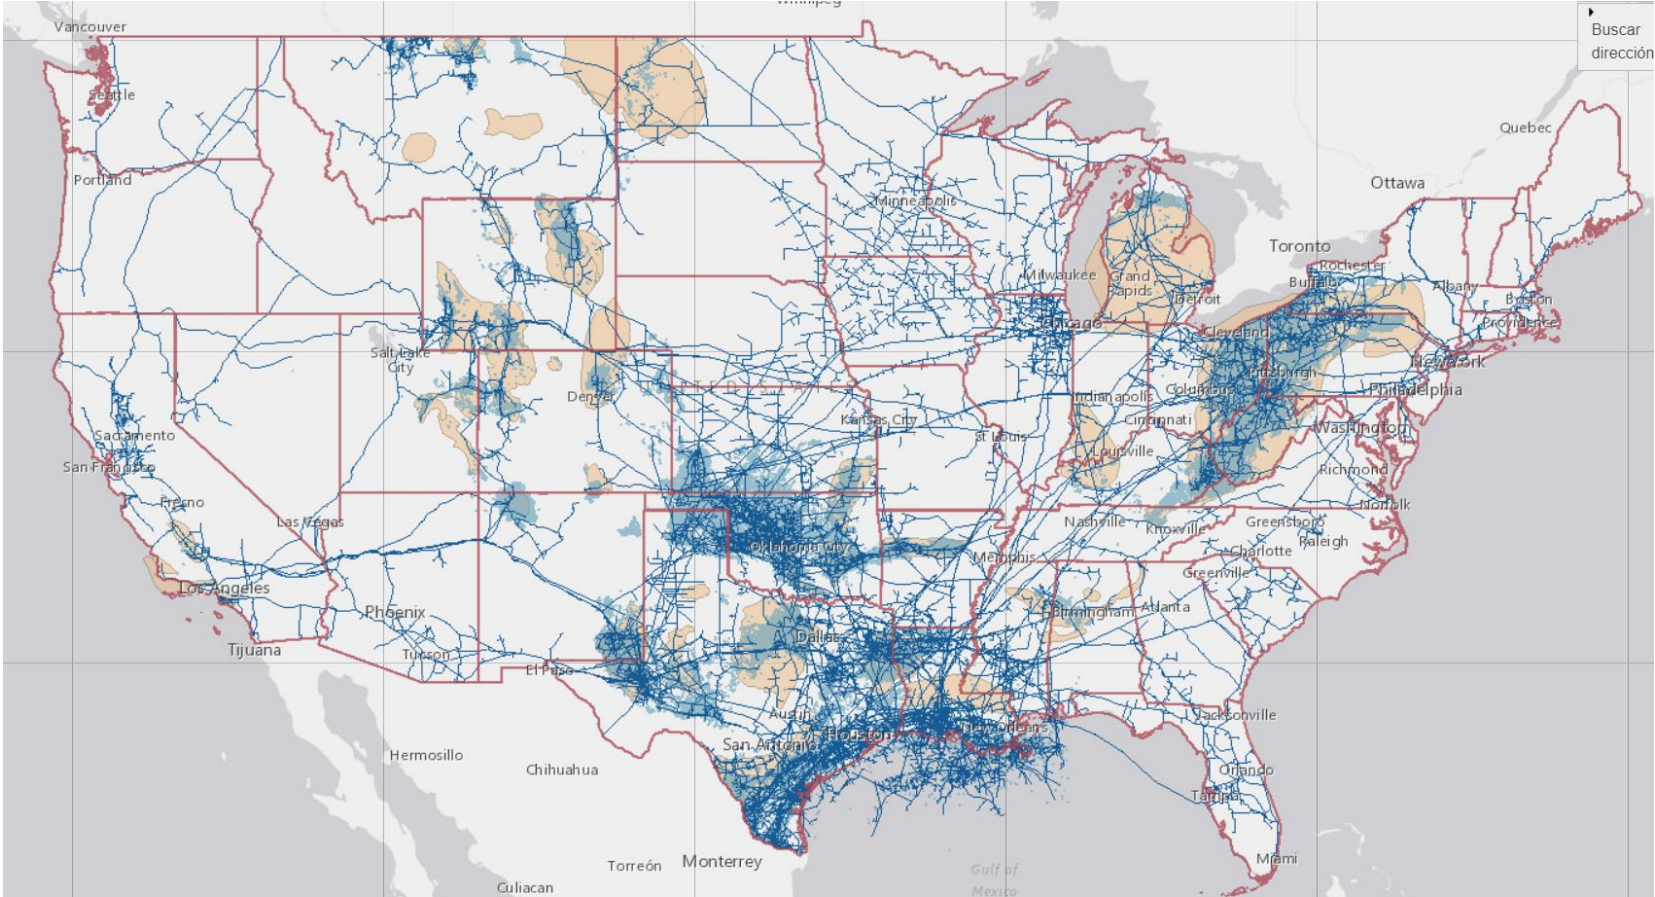 Winnipeg
Vancouver
Buscar
dirección
Seattle
Quebec
Portland
Ottawa
Minneapolis
Toronto
Rochester
Milwaukee
Grand
Rapids
Buffalo
Albany
Detroit
Boston
Chicago
Providence
Cleveland
Salt Lake
City
New York
Pittsburgh
Denver
Columbus
Philadelphia
Indianapolis
Kansas City
Cincinnati
Washington
Sacramento
St Louis
Louisville
San Francisco
Richmond
Fresno
Norfolk
Las Vegas
Nashville
Knoxville
Greensboro
Raleigh
Oklahoma City
Memphis
Charlotte
Greenville
Los Angeles
Phoenix
Birmingham
Atlanta
Dallas
Tijuana
Tucson
El Paso
Austin
Jacksonville
San Antonio
Houston
New Orleans
Hermosillo
Chihuahua
Orlando
Tampa
Torreón
Monterrey
Miami
Gulf of
Mexico
Culiacan